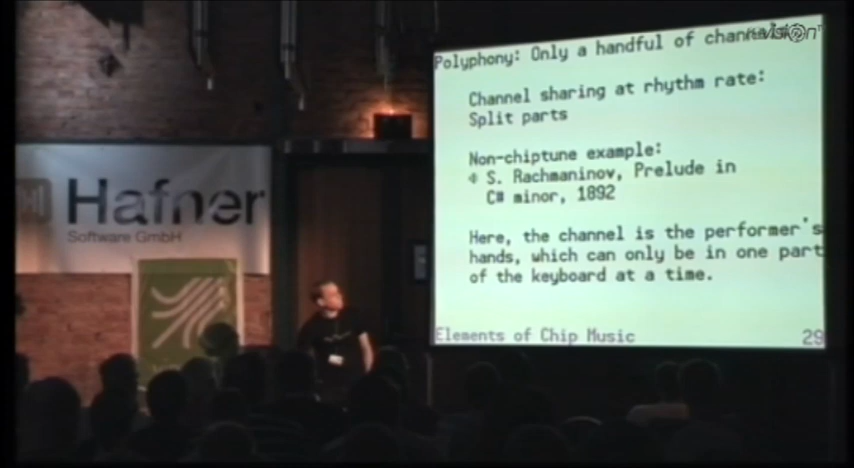 Polyphony: Only a handful of channels
Channel sharing at rhythm rate:
Split parts
Non-chiptune example:
S. Rachmaninov, Prelude in
C# minor, 1892
Here, the channel is the performer's
hands, which can only be in one part
of the keyboard at a time.
Elements of Chip Music 29
Hafner
Software GmbH